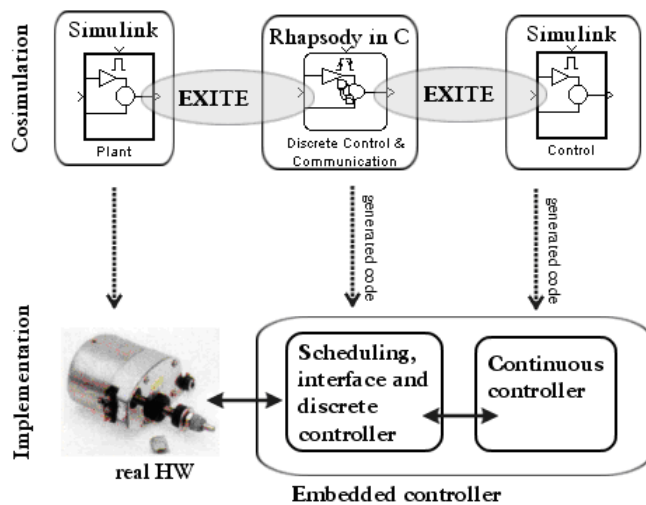 Cosimulation
Simulink
Plant
EXITE
Rhapsody in C
Discrete Control &
Communication
EXITE
Simulink
Control
generated code
generated code
Implementation
real HW
Scheduling,
interface and
discrete
controller
Continuous
controller
Embedded controller